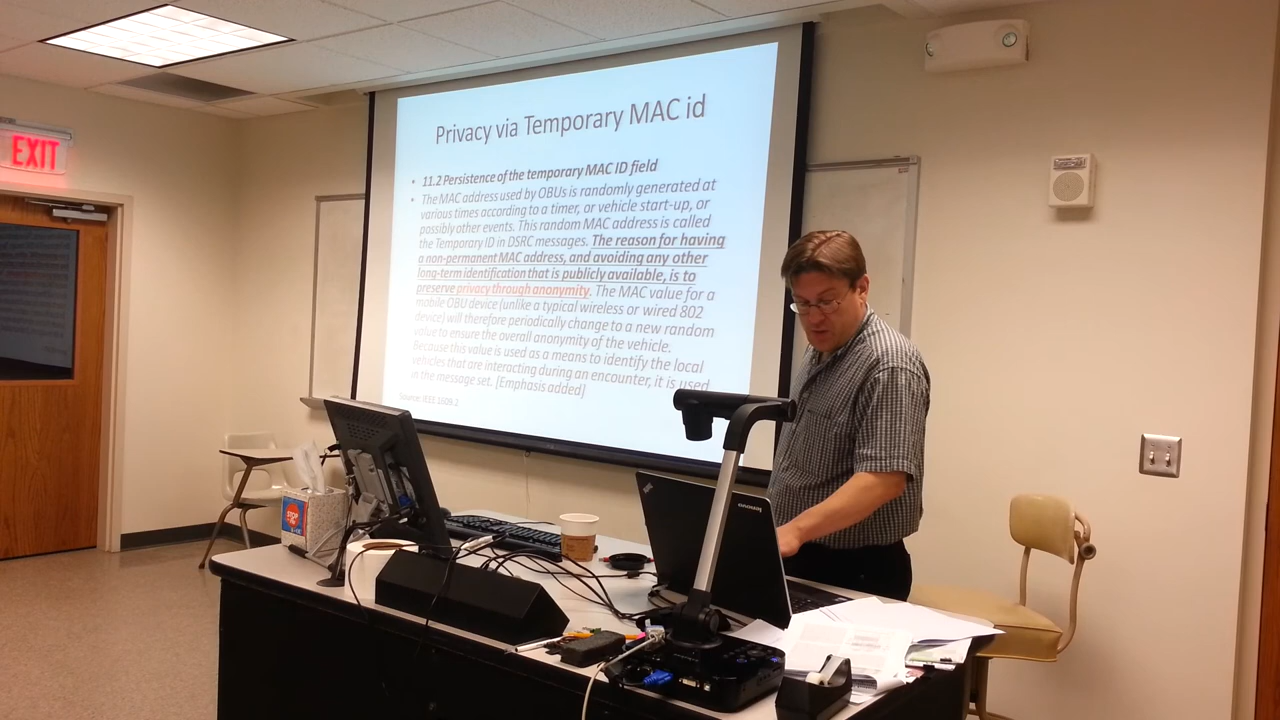 Privacy via Temporary MAC id
EXIT
• 11.2 Persistence of the temporary MAC ID field
• The MAC address used by OBUs is randomly generated at
various times according to a timer, or vehicle start-up, or
possibly other events. This random MAC address is called
the Temporary ID in DSRC messages. The reason for having
a non-permanent MAC address, and avoiding any other
long-term identification that is publicly available, is to
preserve privacy through anonymity. The MAC value for a
mobile OBU device (unlike a typical wireless or wired 802
device) will therefore periodically change to a new random
value to ensure the overall anonymity of the vehicle.
Because this value is used as a means to identify the local
vehicles that are interacting during an encounter, it is used
in the message set. [Emphasis added]
Source: IEEE 1609.2
lenovo
STOP